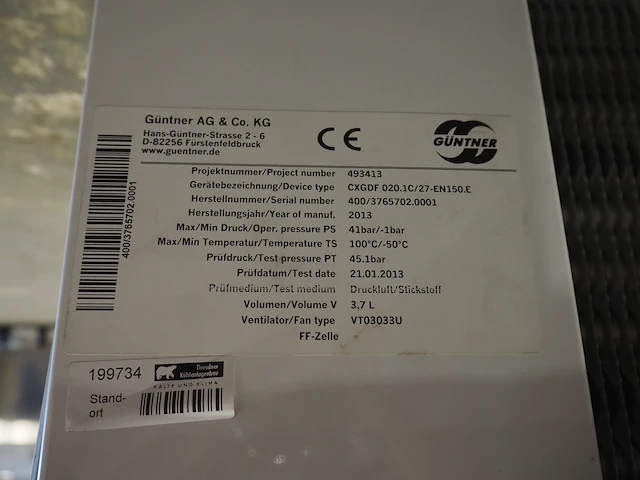 Güntner AG & Co. KG
Hans-Güntner-Strasse 2 - 6
D-82256 Fürstenfeldbruck
www.guentner.de
CE
GÜNTNER
Projektnummer/Project number 493413
Gerätebezeichnung/Device type CXGDF 020.1C/27-EN150.E
Herstellnummer/Serial number 400/3765702.0001
Herstellungsjahr/Year of manuf. 2013
Max/Min Druck/Oper. pressure PS 41bar/-1bar
Max/Min Temperatur/Temperature TS 100°C/-50°C
Prüfdruck/Test pressure PT 45.1bar
Prüfdatum/Test date 21.01.2013
Prüfmedium/Test medium Druckluft/Stickstoff
Volumen/Volume V 3,7 L
Ventilator/Fan type VT03033U
FF-Zelle
400/3765702.0001
199734
Dresdner
Kühlanlagenbau
KÄLTE UND KLIMA
Stand-
ort